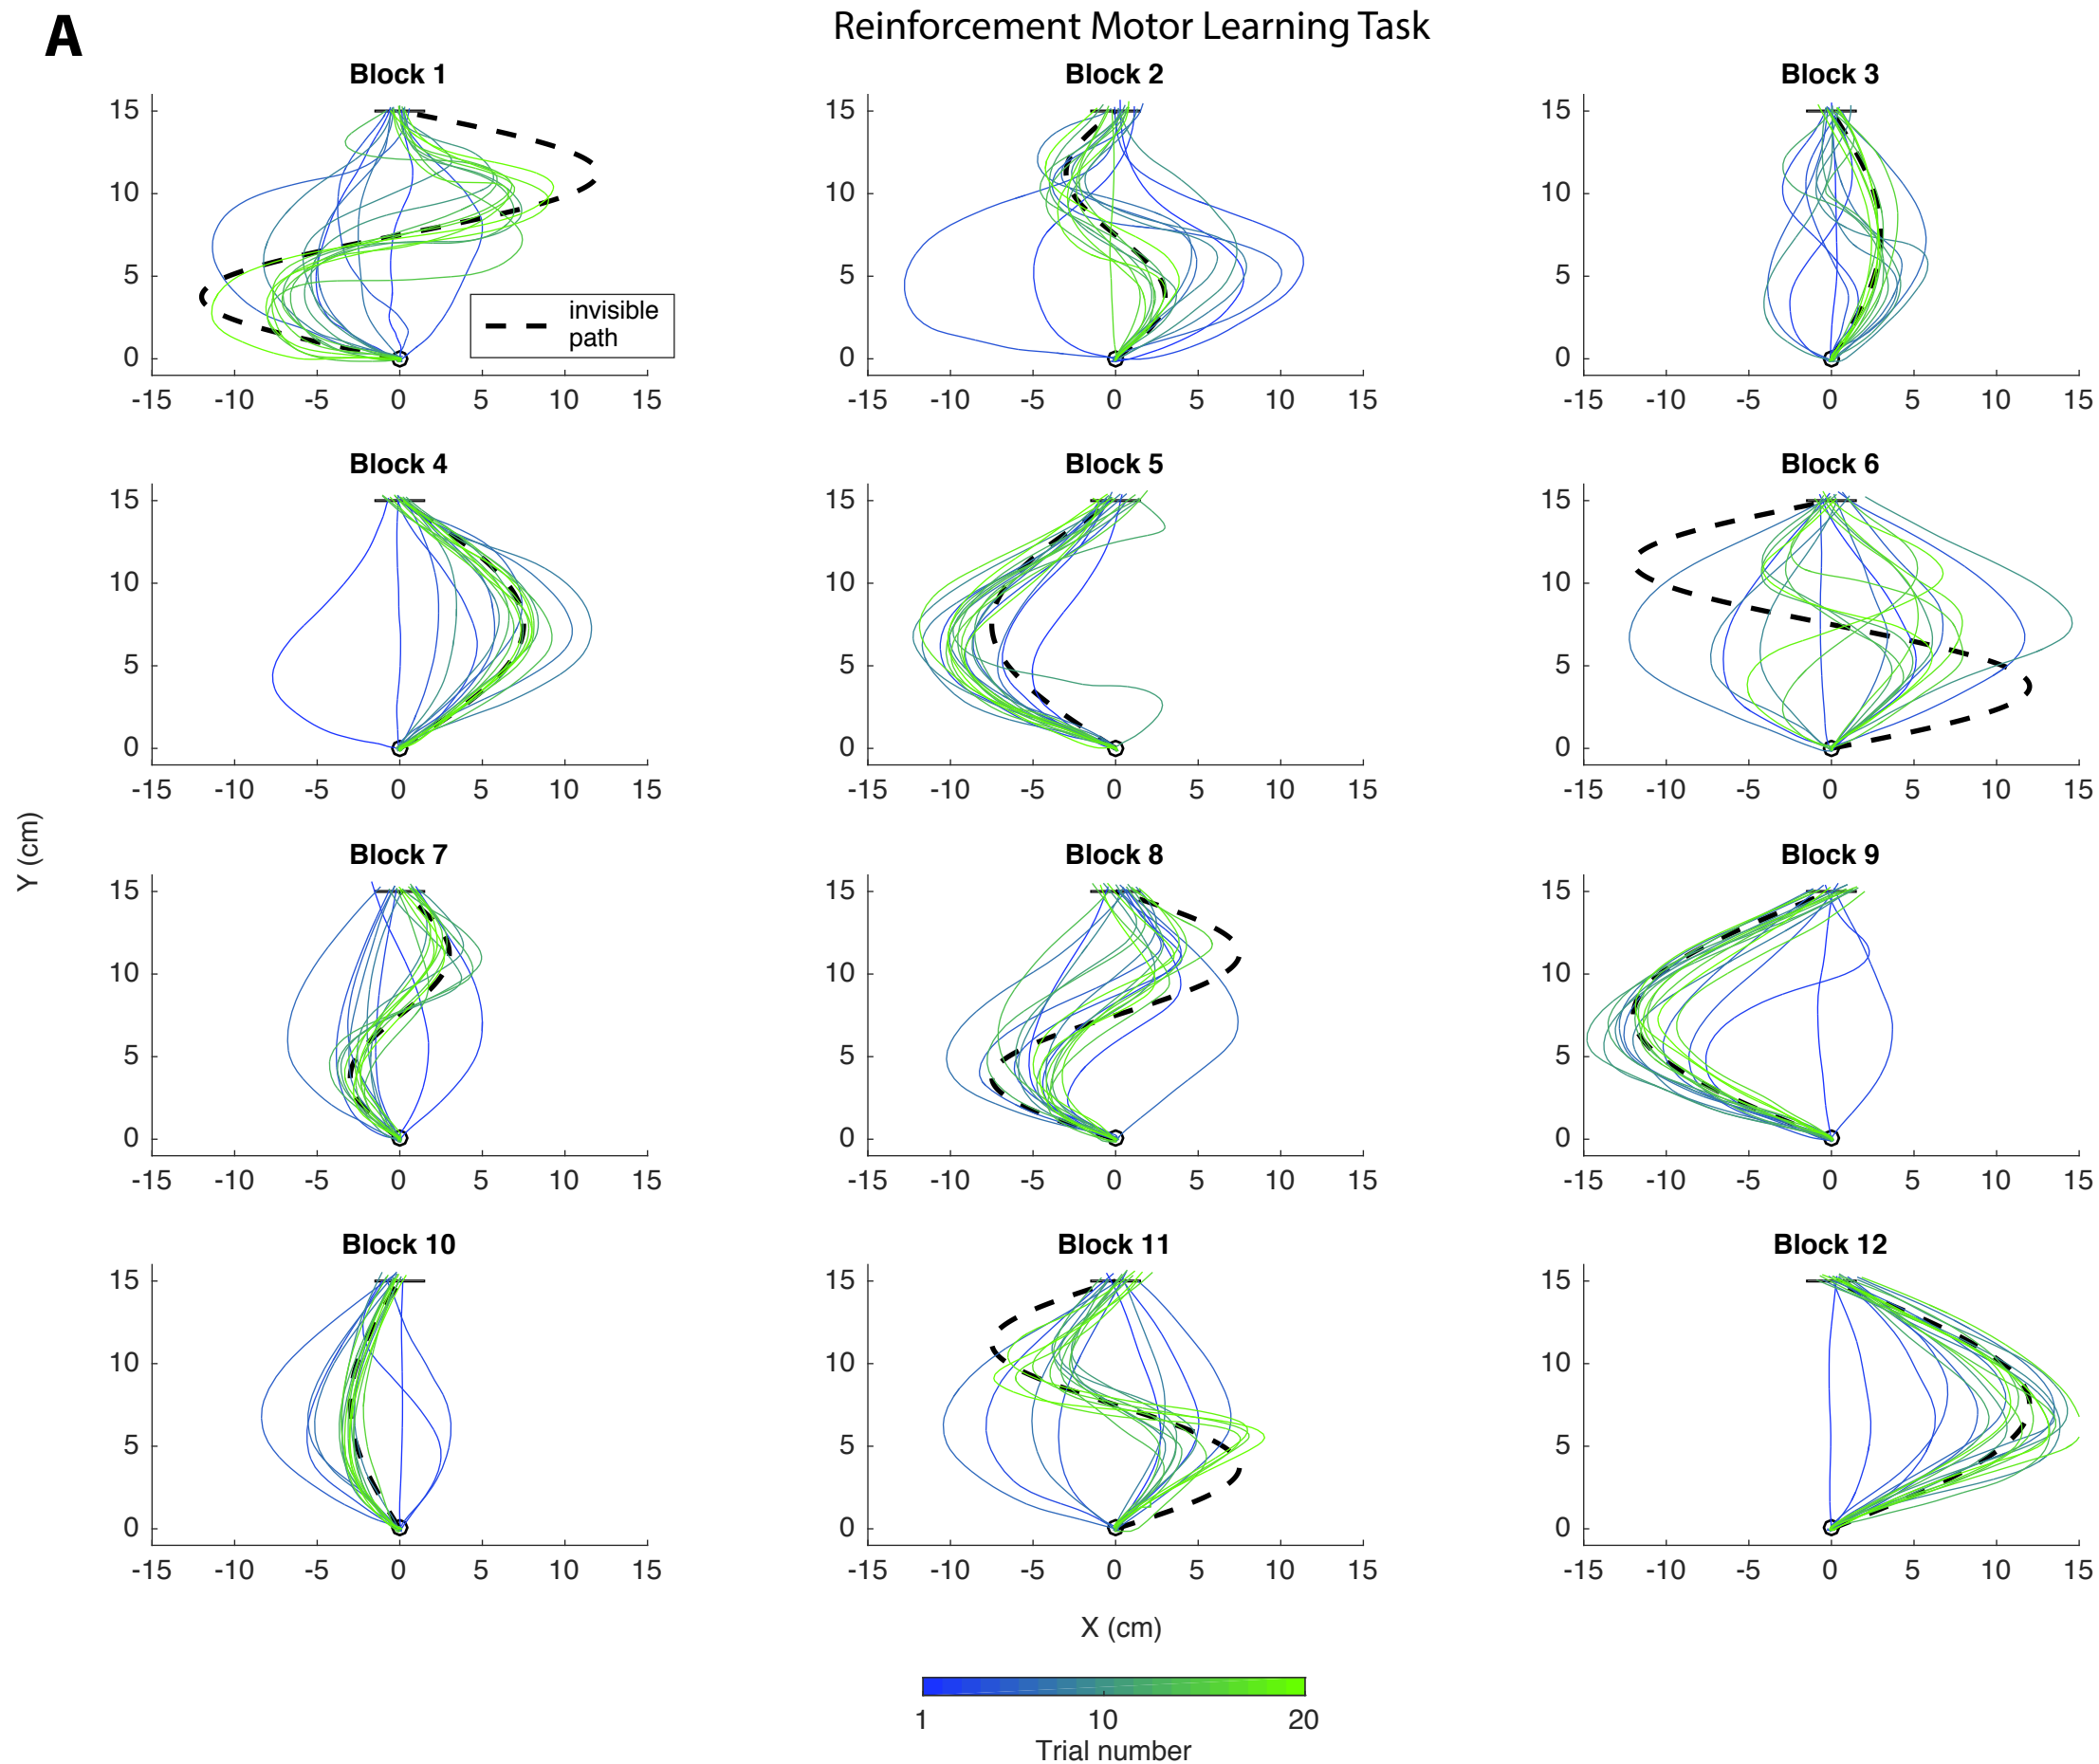 A
Reinforcement Motor Learning Task
Block 1
Block 2
Block 3
15
10
5
0
-15 -10 -5 0 5 10 15
invisible
path
15
10
5
0
-15 -10 -5 0 5 10 15
15
10
5
0
-15 -10 -5 0 5 10 15
Block 4
Block 5
Block 6
15
10
5
0
-15 -10 -5 0 5 10 15
15
10
5
0
-15 -10 -5 0 5 10 15
15
10
5
0
-15 -10 -5 0 5 10 15
Y (cm)
Block 7
Block 8
Block 9
15
10
5
0
-15 -10 -5 0 5 10 15
15
10
5
0
-15 -10 -5 0 5 10 15
15
10
5
0
-15 -10 -5 0 5 10 15
Block 10
Block 11
Block 12
15
10
5
0
-15 -10 -5 0 5 10 15
15
10
5
0
-15 -10 -5 0 5 10 15
15
10
5
0
-15 -10 -5 0 5 10 15
X (cm)
1 10 20
Trial number